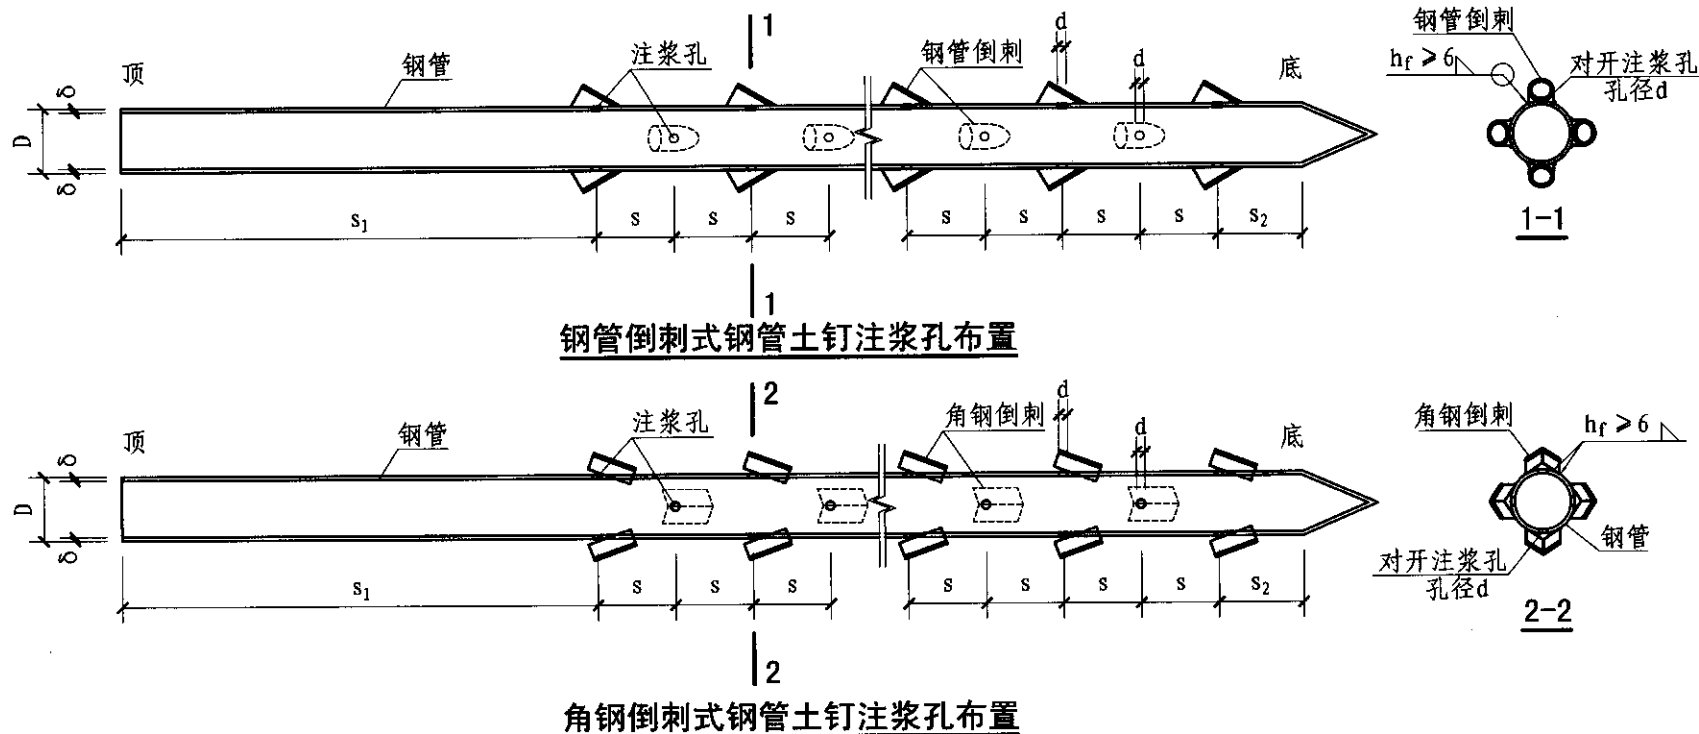 1
d
钢管倒刺
顶
钢管
注浆孔
钢管倒刺
d
底
hf ≥ 6
对开注浆孔
孔径d
δ
D
δ
s1
s
s
s
s
s
s
s
s2
1-1
1
钢管倒刺式钢管土钉注浆孔布置
2
d
顶
钢管
注浆孔
角钢倒刺
d
底
角钢倒刺
hf ≥ 6
δ
D
δ
钢管
对开注浆孔
孔径d
s1
s
s
s
s
s
s
s
s2
2-2
2
角钢倒刺式钢管土钉注浆孔布置